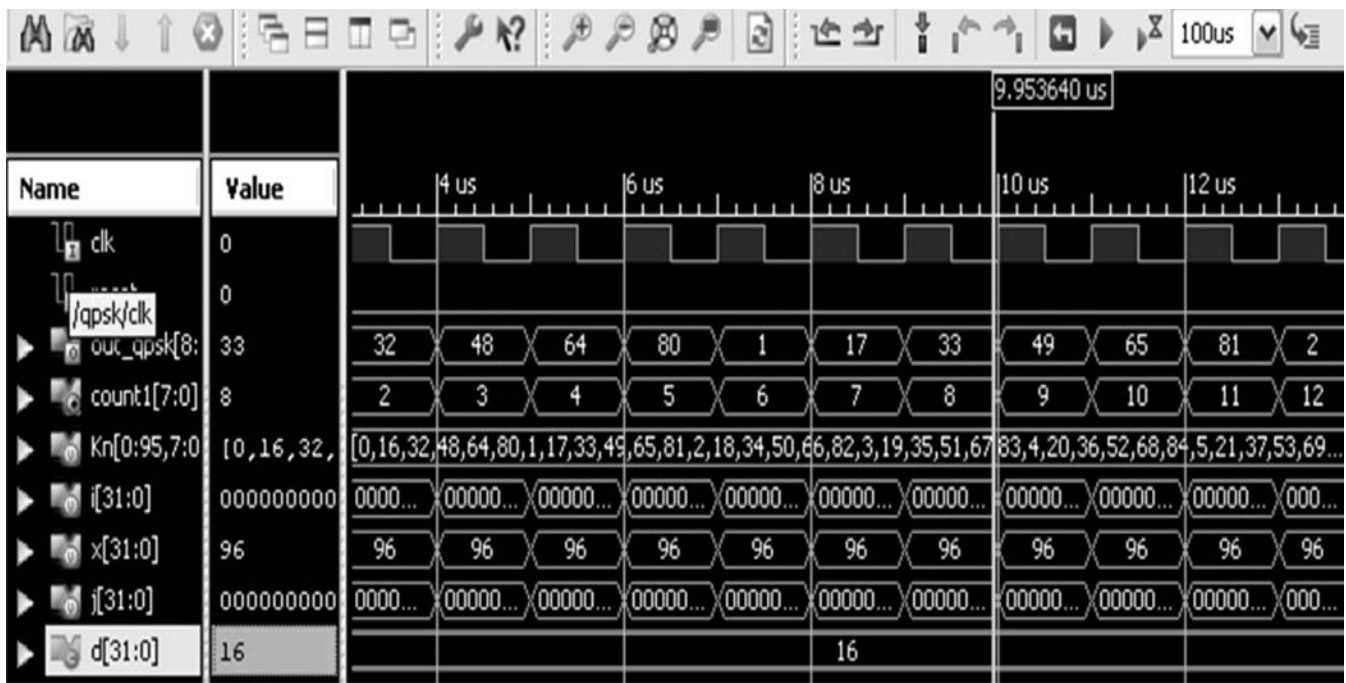 100us
9.953640 us
Name Value 4 us 6 us 8 us 10 us 12 us
clk 0
0
/qpsk/clk
out_qpsk[8: 33 32 48 64 80 1 17 33 49 65 81 2
count1[7:0] 8 2 3 4 5 6 7 8 9 10 11 12
Kn[0:95,7:0 [0,16,32, [0,16,32,48,64,80,1,17,33,49,65,81,2,18,34,50,66,82,3,19,35,51,67,83,4,20,36,52,68,84,5,21,37,53,69...
i[31:0] 000000000 0000... 00000... 00000... 00000... 00000... 00000... 00000... 00000... 00000... 00000... 000...
x[31:0] 96 96 96 96 96 96 96 96 96 96 96 96
j[31:0] 000000000 0000... 00000... 00000... 00000... 00000... 00000... 00000... 00000... 00000... 00000... 000...
d[31:0] 16 16